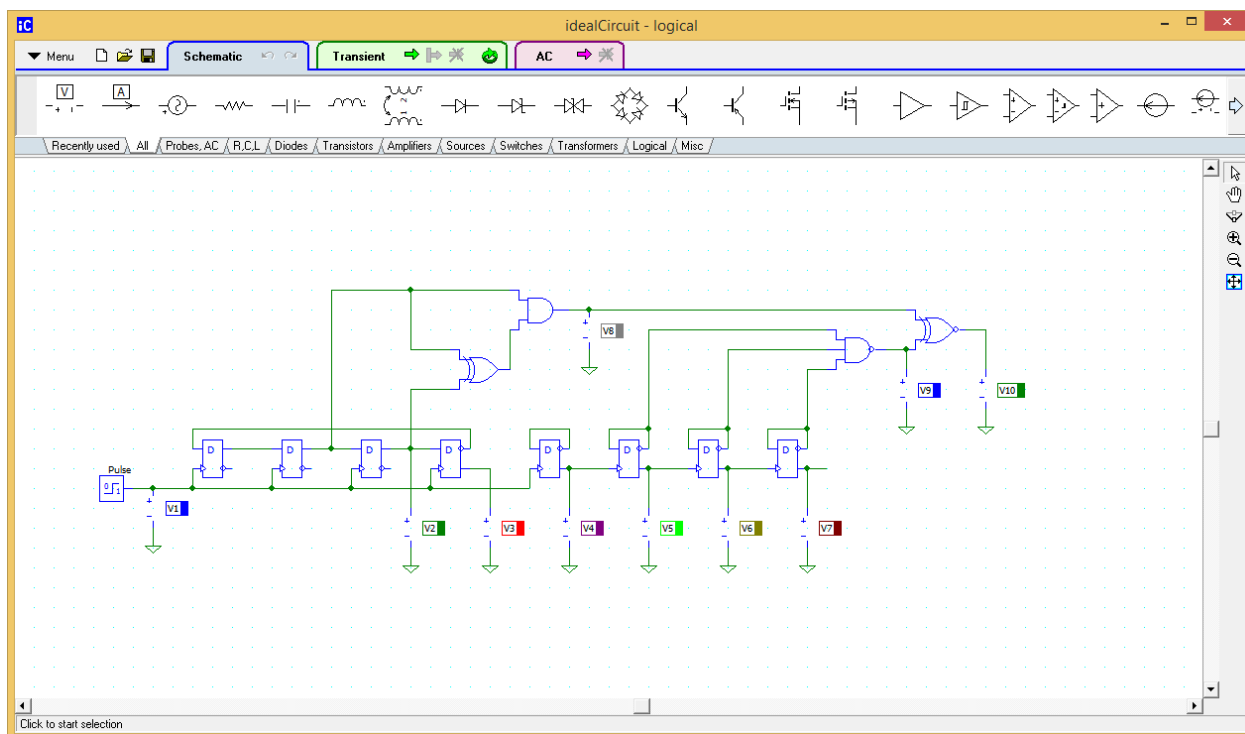 iC idealCircuit - logical
Menu Schematic Transient AC
V A
Recently used All Probes, AC R,C,L Diodes Transistors Amplifiers Sources Switches Transformers Logical Misc
V8
V9 V10
D D D D D D D D
Pulse
0 1
V1
V2 V3 V4 V5 V6 V7
Click to start selection